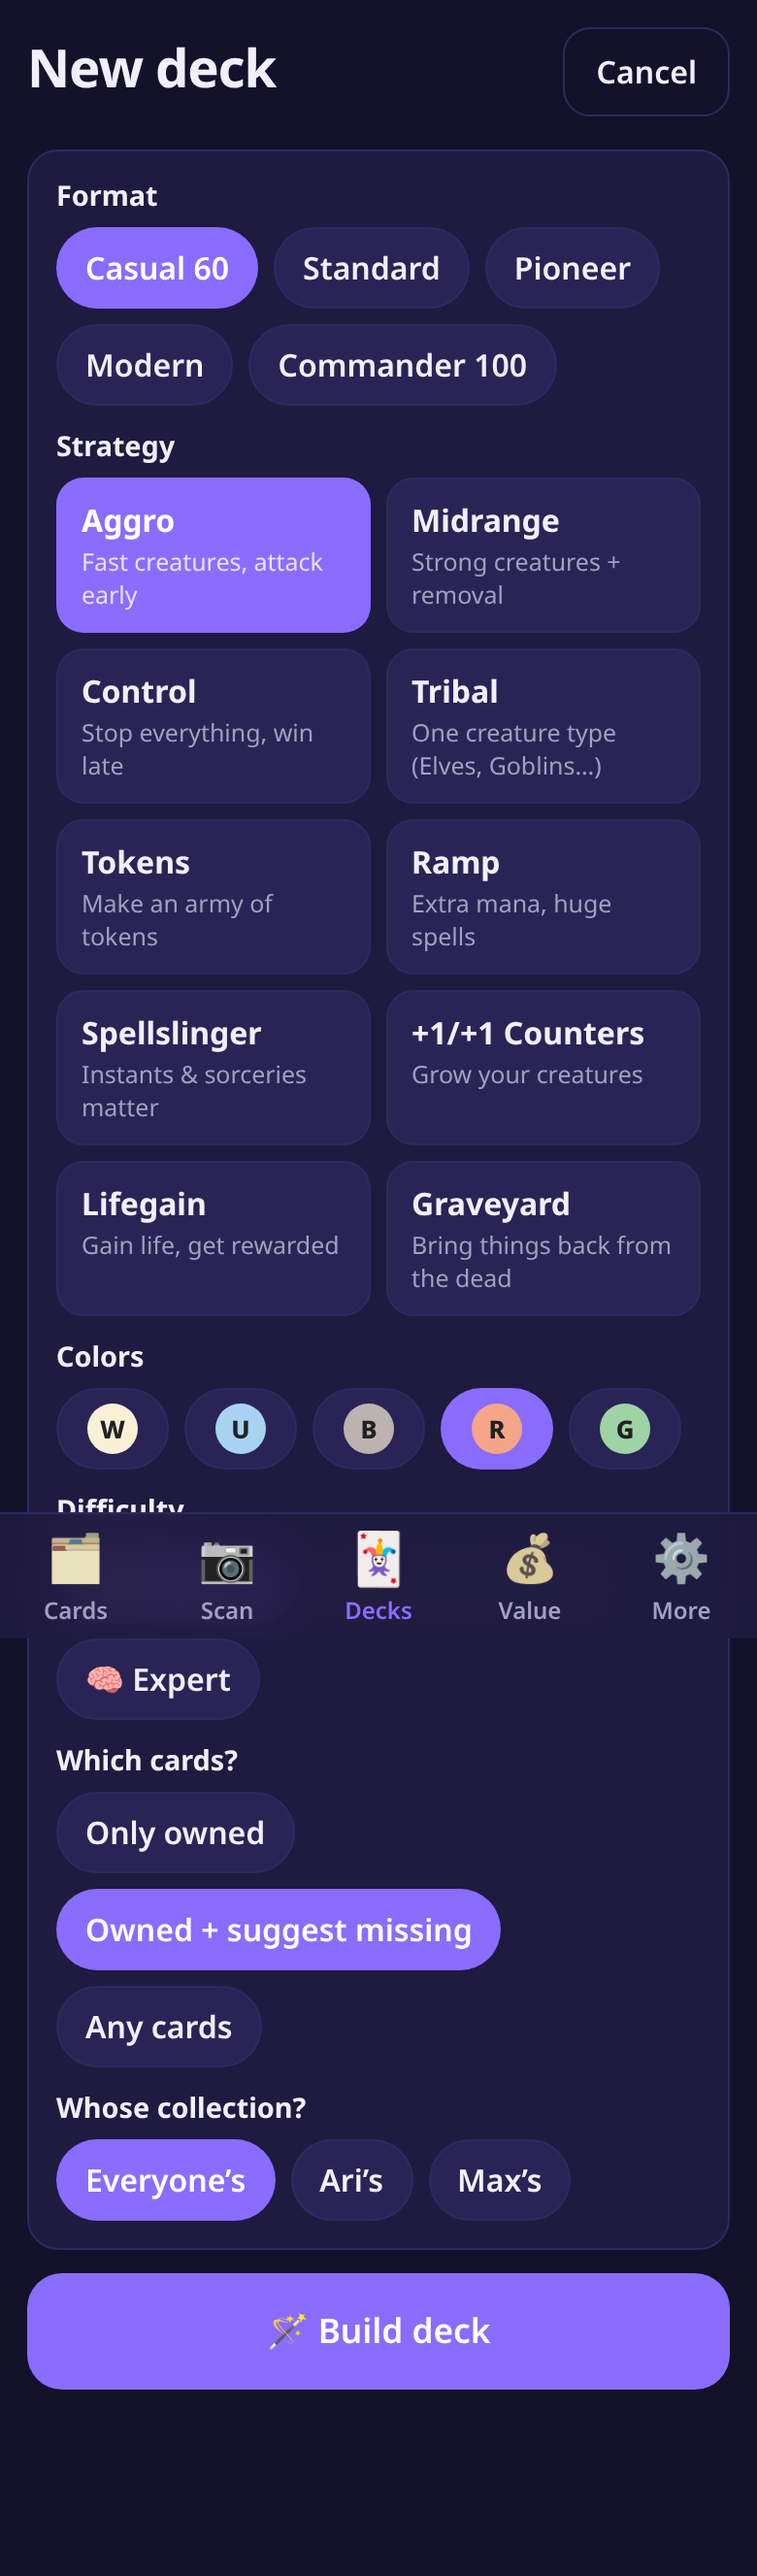 New deck
Cancel
Format
Casual 60
Standard
Pioneer
Modern
Commander 100
Strategy
Aggro
Fast creatures, attack
early
Midrange
Strong creatures +
removal
Control
Stop everything, win
late
Tribal
One creature type
(Elves, Goblins…)
Tokens
Make an army of
tokens
Ramp
Extra mana, huge
spells
Spellslinger
Instants & sorceries
matter
+1/+1 Counters
Grow your creatures
Lifegain
Gain life, get rewarded
Graveyard
Bring things back from
the dead
Colors
W
U
B
R
G
Difficulty
Cards
Scan
Decks
Value
More
Expert
Which cards?
Only owned
Owned + suggest missing
Any cards
Whose collection?
Everyone’s
Ari’s
Max’s
Build deck